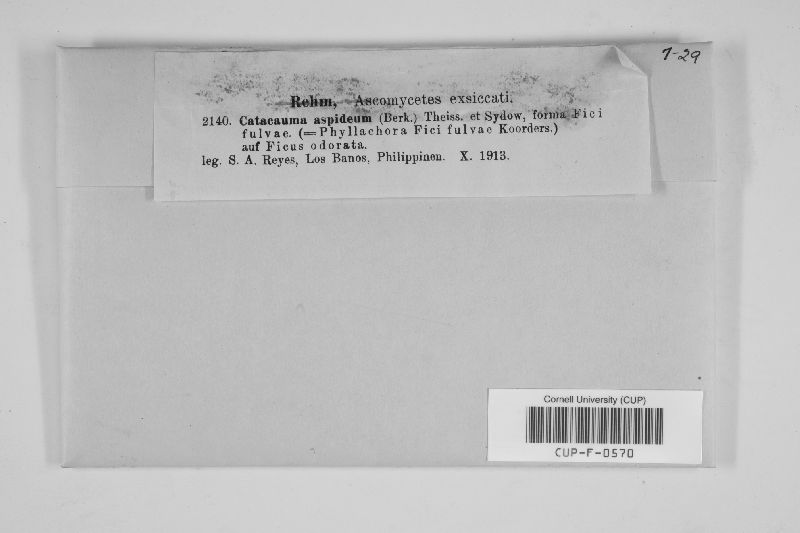 7-29
Rehm, Ascomycetes exsiccati.
2140. Catacauma aspideum (Berk.) Theiss. et Sydow, forma Fici
fulvae. (= Phyllachora Fici fulvae Koorders.)
auf Ficus odorata.
leg. S. A. Reyes, Los Banos, Philippinen. X. 1913.
Cornell University (CUP)
CUP-F-0570